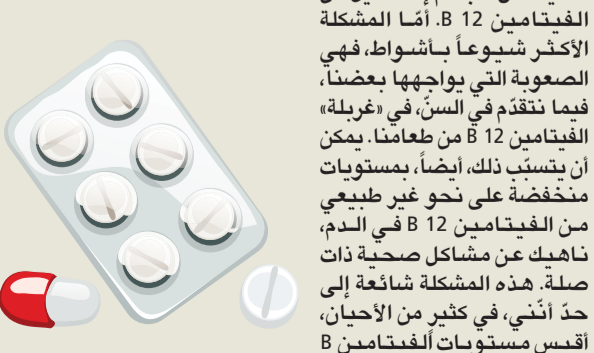 الفيتامين B 12. أمّا المشكلة
الأكثر شيوعاً بأشواط، فهي
الصعوبة التي يواجهها بعضنا،
فيما نتقدّم في السنّ، في «غربلة»
الفيتامين B 12 من طعامنا. يمكن
أن يتسبّب ذلك، أيضاً، بمستويات
منخفضة على نحو غير طبيعي
من الفيتامين B 12 في الدم،
ناهيك عن مشاكل صحية ذات
صلة. هذه المشكلة شائعة إلى
حدّ أنّني، في كثير من الأحيان،
أقيس مستويات الفيتامين B